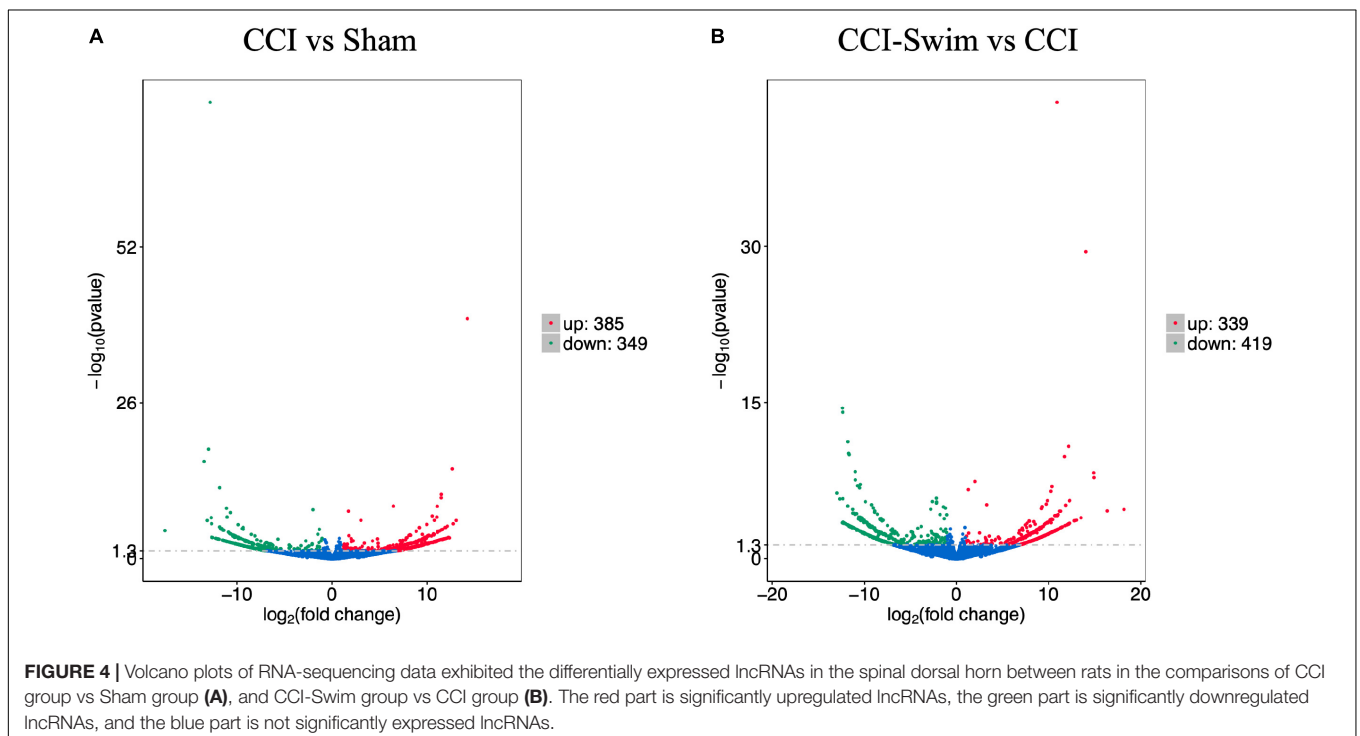 A
CCI vs Sham
−log₁₀(pvalue)
52
26
1.3
0
−10
0
10
log₂(fold change)
up: 385
down: 349
B
CCI-Swim vs CCI
−log₁₀(pvalue)
30
15
1.3
0
−20
−10
0
10
20
log₂(fold change)
up: 339
down: 419
FIGURE 4 | Volcano plots of RNA-sequencing data exhibited the differentially expressed lncRNAs in the spinal dorsal horn between rats in the comparisons of CCI
group vs Sham group (A), and CCI-Swim group vs CCI group (B). The red part is significantly upregulated lncRNAs, the green part is significantly downregulated
lncRNAs, and the blue part is not significantly expressed lncRNAs.